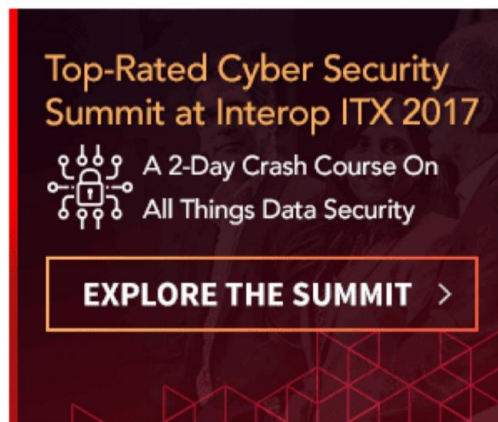 Top-Rated Cyber Security
Summit at Interop ITX 2017
A 2-Day Crash Course On
All Things Data Security
EXPLORE THE SUMMIT >